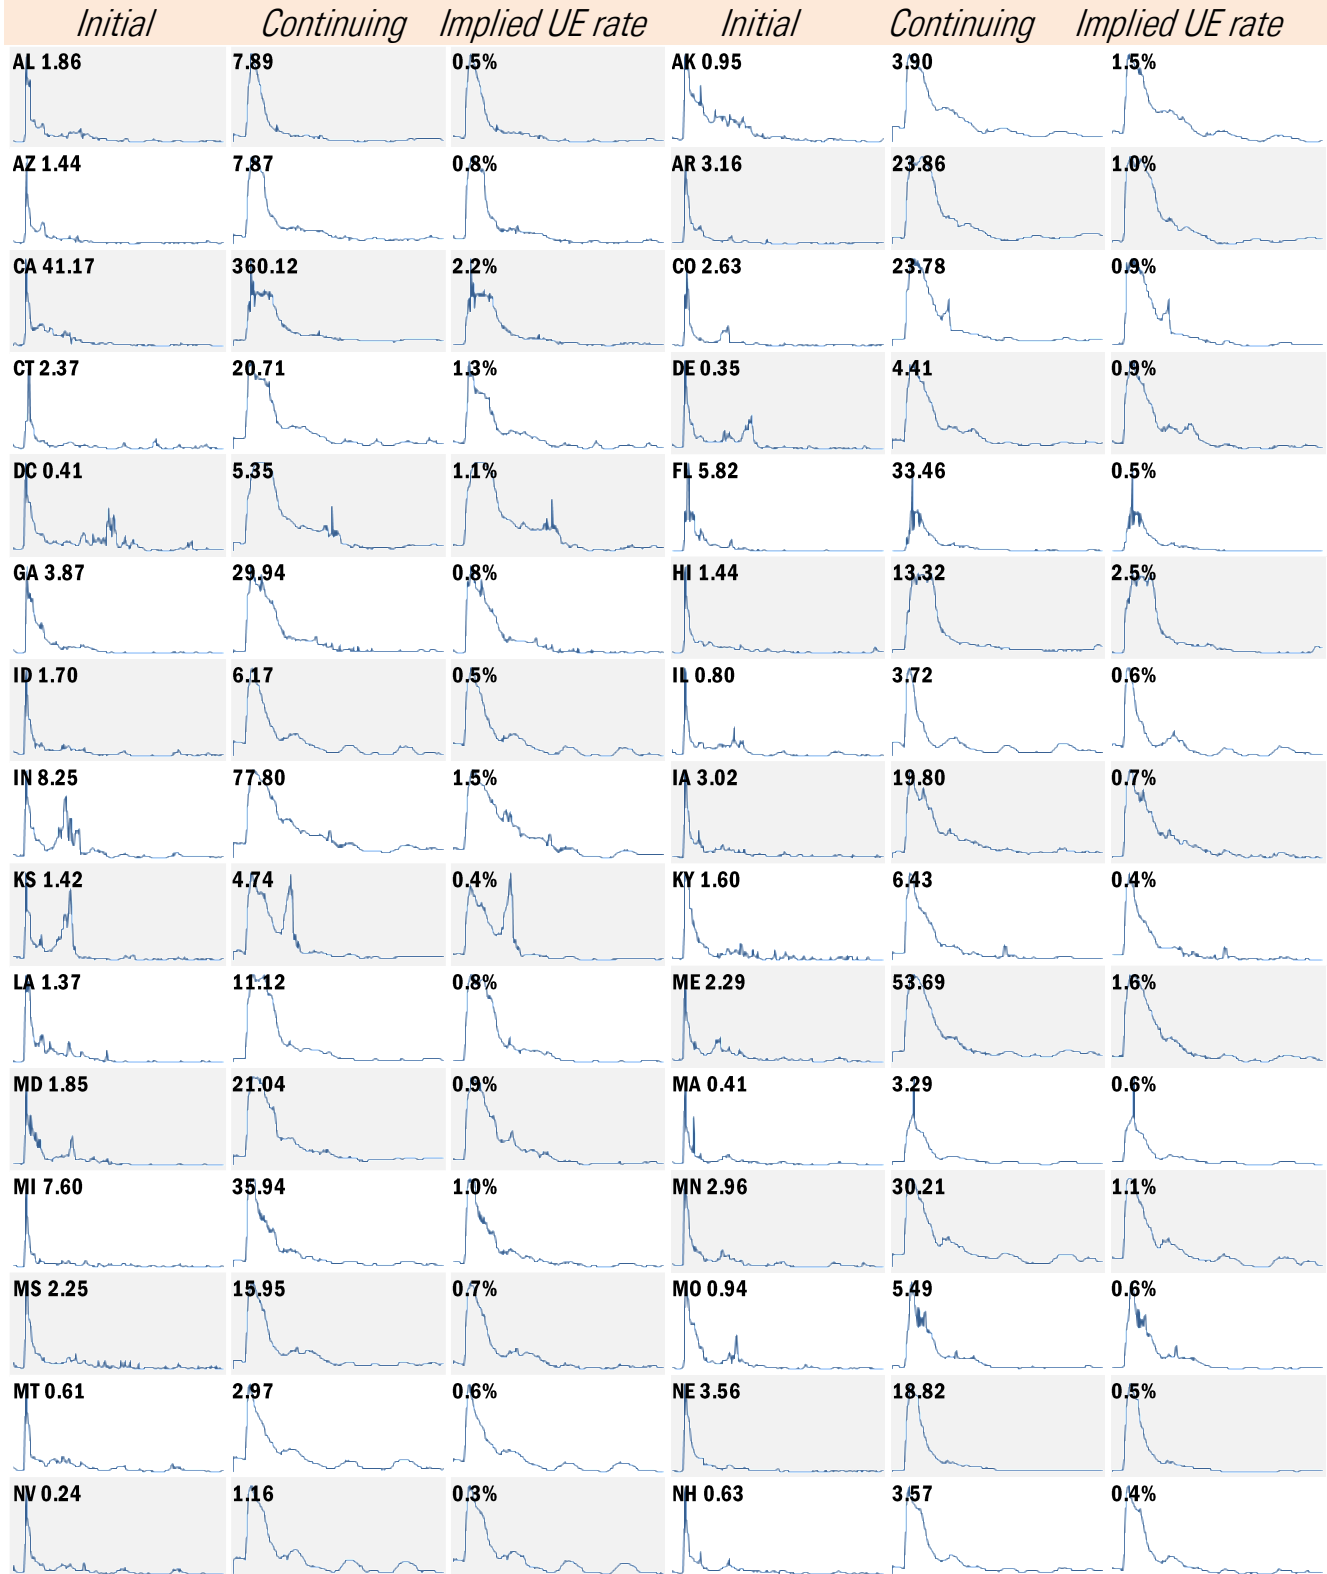 Initial Continuing Implied UE rate Initial Continuing Implied UE rate
AL 1.86 7.89 0.5% AK 0.95 3.90 1.5%
AZ 1.44 7.87 0.8% AR 3.16 23.86 1.0%
CA 41.17 360.12 2.2% CO 2.63 23.78 0.9%
CT 2.37 20.71 1.3% DE 0.35 4.41 0.9%
DC 0.41 5.35 1.1% FL 5.82 33.46 0.5%
GA 3.87 29.94 0.8% HI 1.44 13.32 2.5%
ID 1.70 6.17 0.5% IL 0.80 3.72 0.6%
IN 8.25 77.80 1.5% IA 3.02 19.80 0.7%
KS 1.42 4.74 0.4% KY 1.60 6.43 0.4%
LA 1.37 11.12 0.8% ME 2.29 53.69 1.6%
MD 1.85 21.04 0.9% MA 0.41 3.29 0.6%
MI 7.60 35.94 1.0% MN 2.96 30.21 1.1%
MS 2.25 15.95 0.7% MO 0.94 5.49 0.6%
MT 0.61 2.97 0.6% NE 3.56 18.82 0.5%
NV 0.24 1.16 0.3% NH 0.63 3.57 0.4%